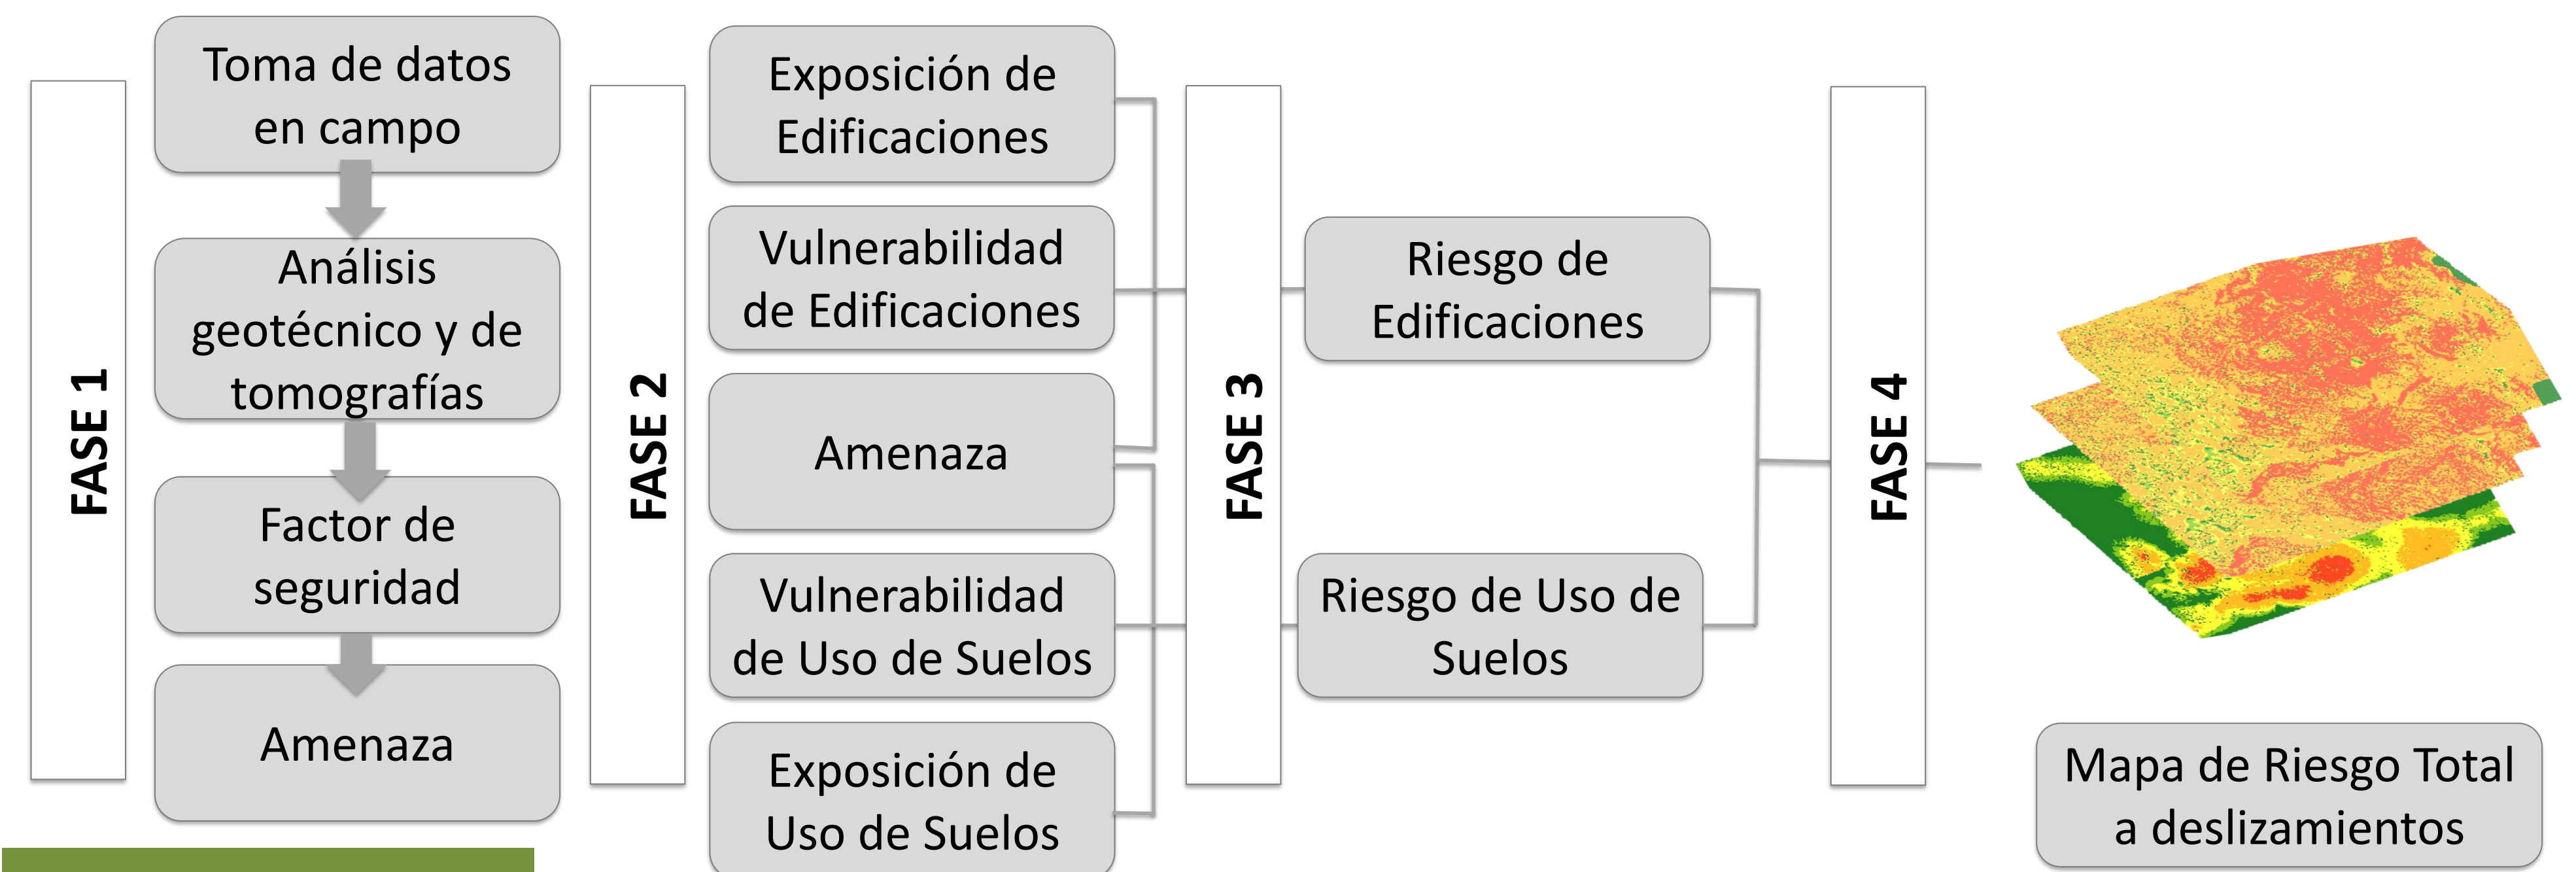 FASE 1
Toma de datos
en campo
Análisis
geotécnico y de
tomografías
Factor de
seguridad
Amenaza
FASE 2
Exposición de
Edificaciones
Vulnerabilidad
de Edificaciones
Amenaza
Vulnerabilidad
de Uso de Suelos
Exposición de
Uso de Suelos
FASE 3
Riesgo de
Edificaciones
Riesgo de Uso de
Suelos
FASE 4
Mapa de Riesgo Total
a deslizamientos